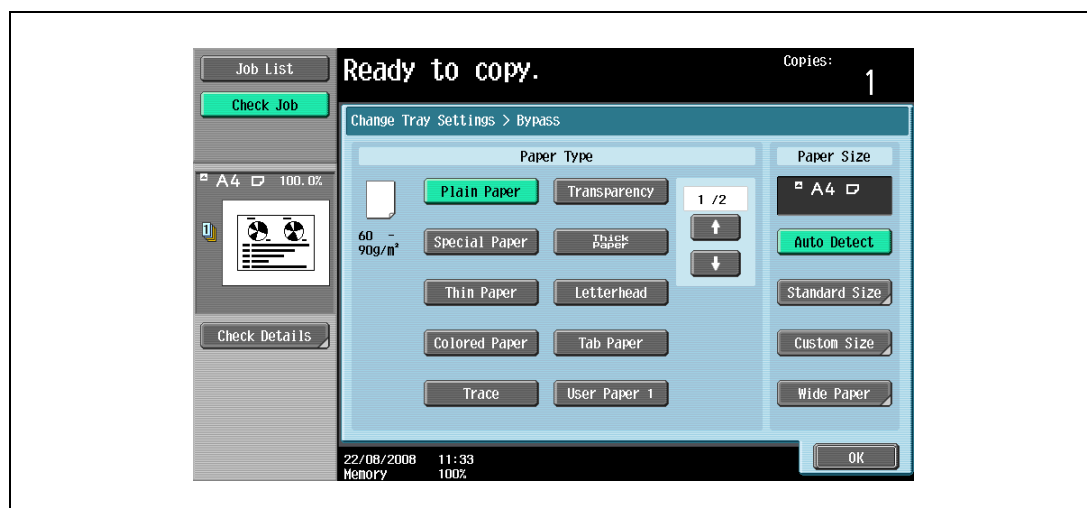 Job List
Check Job
Ready to copy.
Copies:
1
Change Tray Settings > Bypass
Paper Type
Paper Size
A4 100.0%
1
60 -
90g/m²
Plain Paper
Transparency
Special Paper
Thick
Paper
Thin Paper
Letterhead
Colored Paper
Tab Paper
Trace
User Paper 1
1 /2
↑
↓
A4
Auto Detect
Standard Size
Custom Size
Wide Paper
Check Details
22/08/2008 11:33
Memory 100%
OK